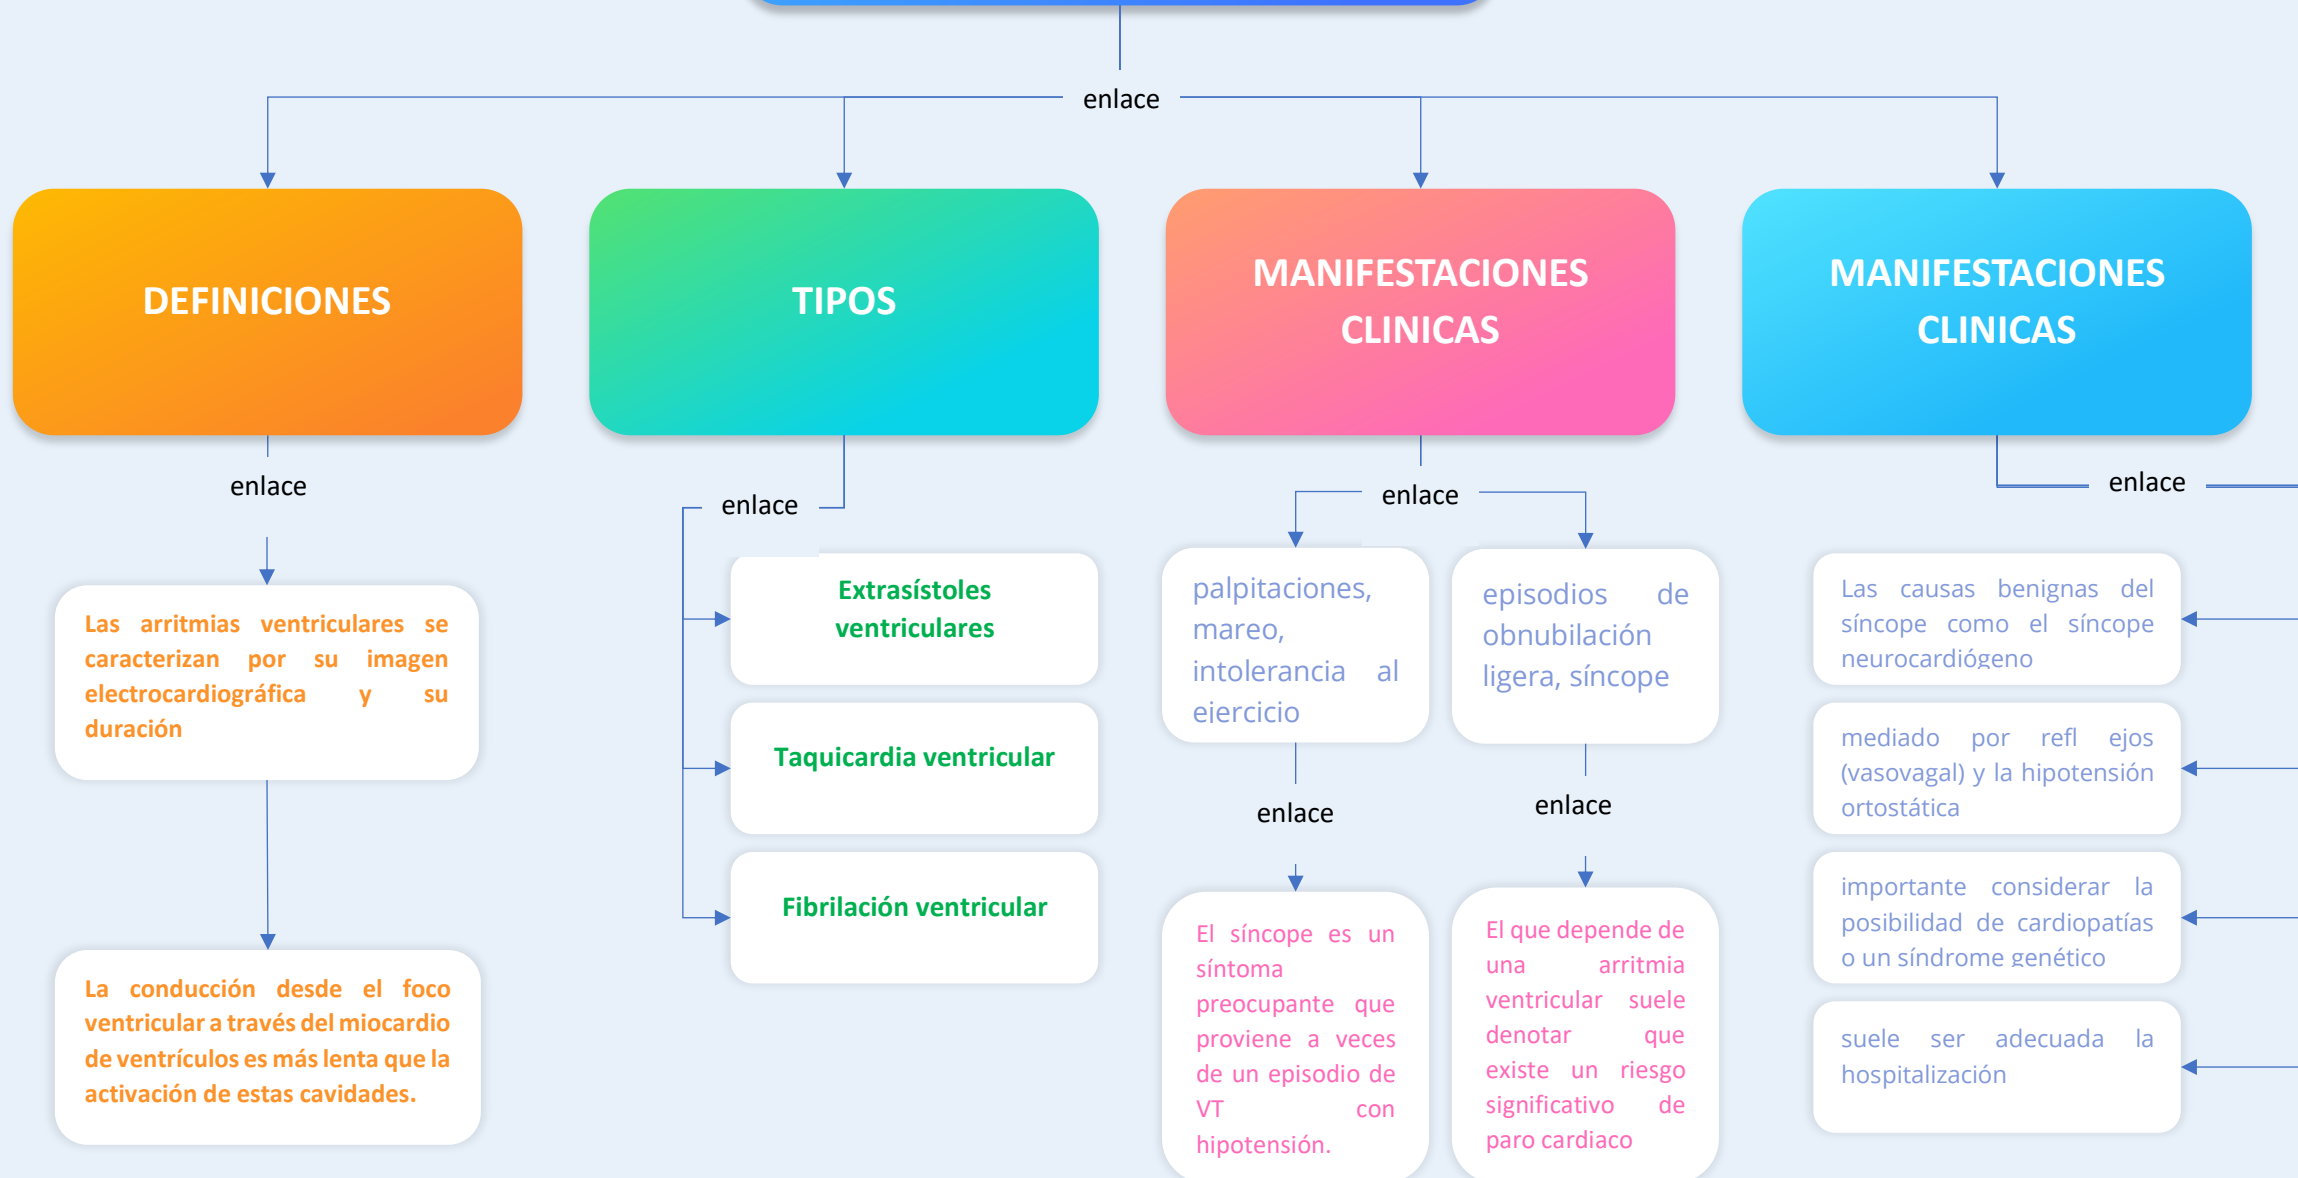 enlace
DEFINICIONES
TIPOS
MANIFESTACIONES
CLINICAS
MANIFESTACIONES
CLINICAS
enlace
Las arritmias ventriculares se
caracterizan por su imagen
electrocardiográfica y su
duración
La conducción desde el foco
ventricular a través del miocardio
de ventrículos es más lenta que la
activación de estas cavidades.
enlace
Extrasístoles
ventriculares
Taquicardia ventricular
Fibrilación ventricular
enlace
palpitaciones,
mareo,
intolerancia al
ejercicio
episodios de
obnubilación
ligera, síncope
enlace
enlace
El síncope es un
síntoma
preocupante que
proviene a veces
de un episodio de
VT con
hipotensión.
El que depende de
una arritmia
ventricular suele
denotar que
existe un riesgo
significativo de
paro cardiaco
enlace
Las causas benignas del
síncope como el síncope
neurocardiógeno
mediado por refl ejos
(vasovagal) y la hipotensión
ortostática
importante considerar la
posibilidad de cardiopatías
o un síndrome genético
suele ser adecuada la
hospitalización